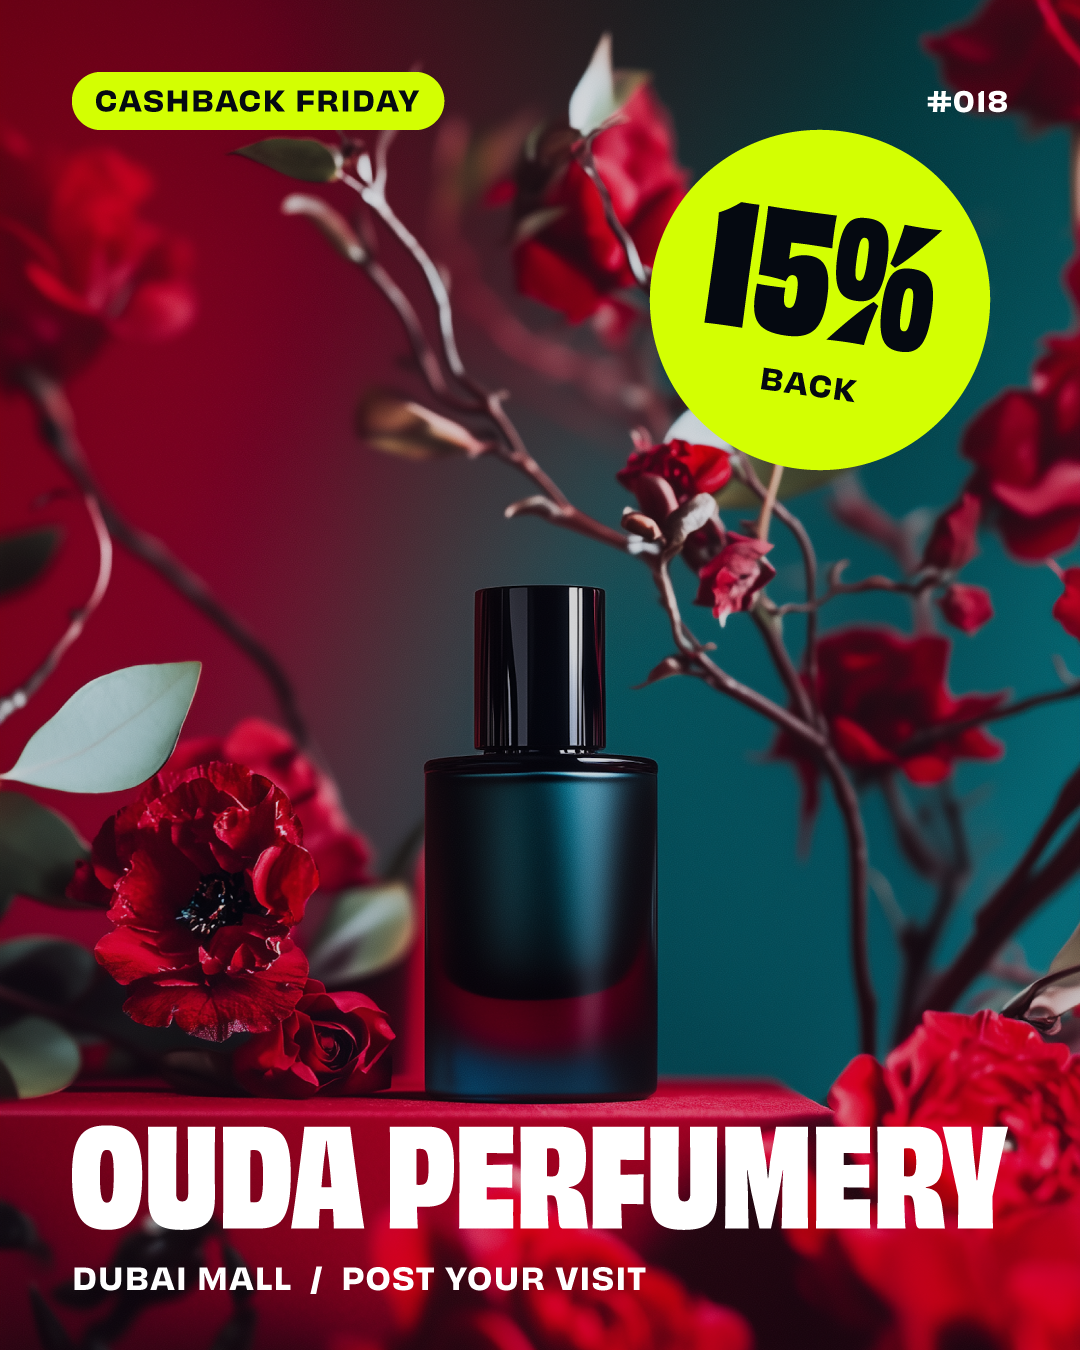 CASHBACK FRIDAY
#018
15%
BACK
OUDA PERFUMERY
DUBAI MALL / POST YOUR VISIT